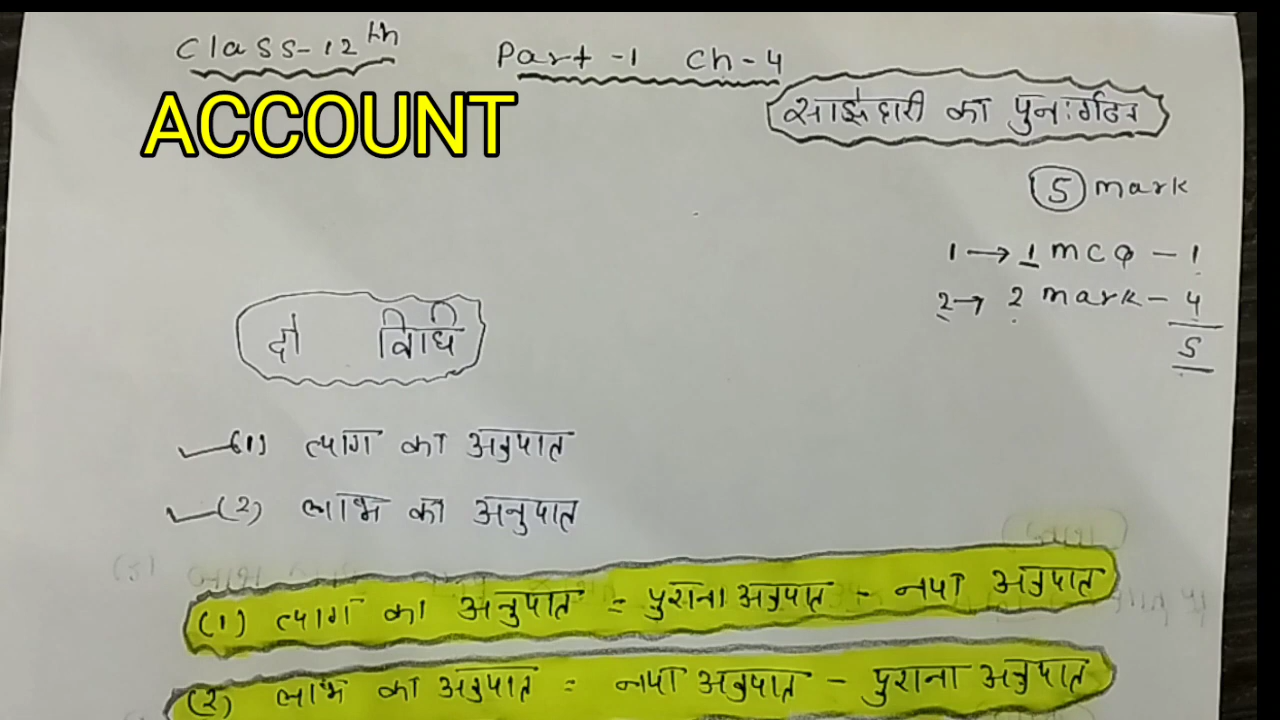 Class-12th Part-1 Ch-4
ACCOUNT
साझेदारी का पुनःर्गठन
5 mark
1 → 1 MCQ - 1
2 → 2 mark - 4
5
दो विधि
(1) त्याग का अनुपात
(2) लाभ का अनुपात
(1) त्याग का अनुपात = पुराना अनुपात - नया अनुपात
(2) लाभ का अनुपात = नया अनुपात - पुराना अनुपात